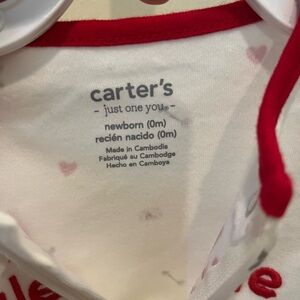 carter's
- just one you® -
newborn (0m)
recién nacido (0m)
Made in Cambodia
Fabriqué au Cambodge
Hecho en Camboya